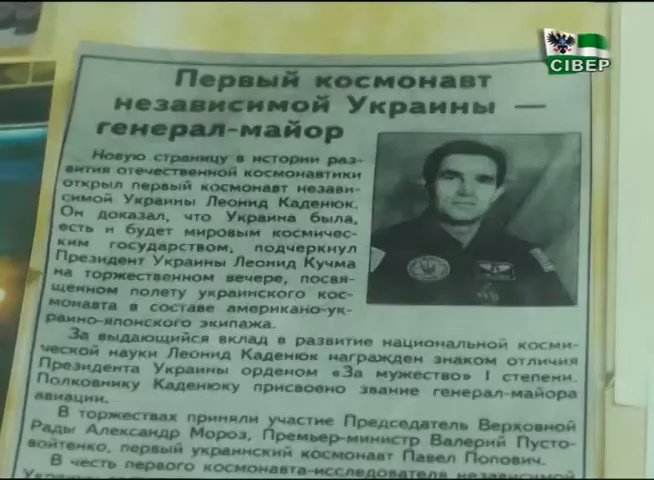 СІВЕР
Первый космонавт
независимой Украины —
генерал-майор
Новую страницу в истории раз-
вития отечественной космонавтики
открыл первый космонавт незави-
симой Украины Леонид Каденюк.
Он доказал, что Украина была,
есть и будет мировым космичес-
ким государством, подчеркнул
Президент Украины Леонид Кучма
на торжественном вечере, посвя-
щенном полету украинского кос-
монавта в составе американо-ук-
раино-японского экипажа.
За выдающийся вклад в развитие национальной косми-
ческой науки Леонид Каденюк награжден знаком отличия
Президента Украины орденом «За мужество» I степени.
Полковнику Каденюку присвоено звание генерал-майора
авиации.
В торжествах приняли участие Председатель Верховной
Рады Александр Мороз, Премьер-министр Валерий Пусто-
войтенко, первый украинский космонавт Павел Попович.
В честь первого космонавта-исследователя независимой